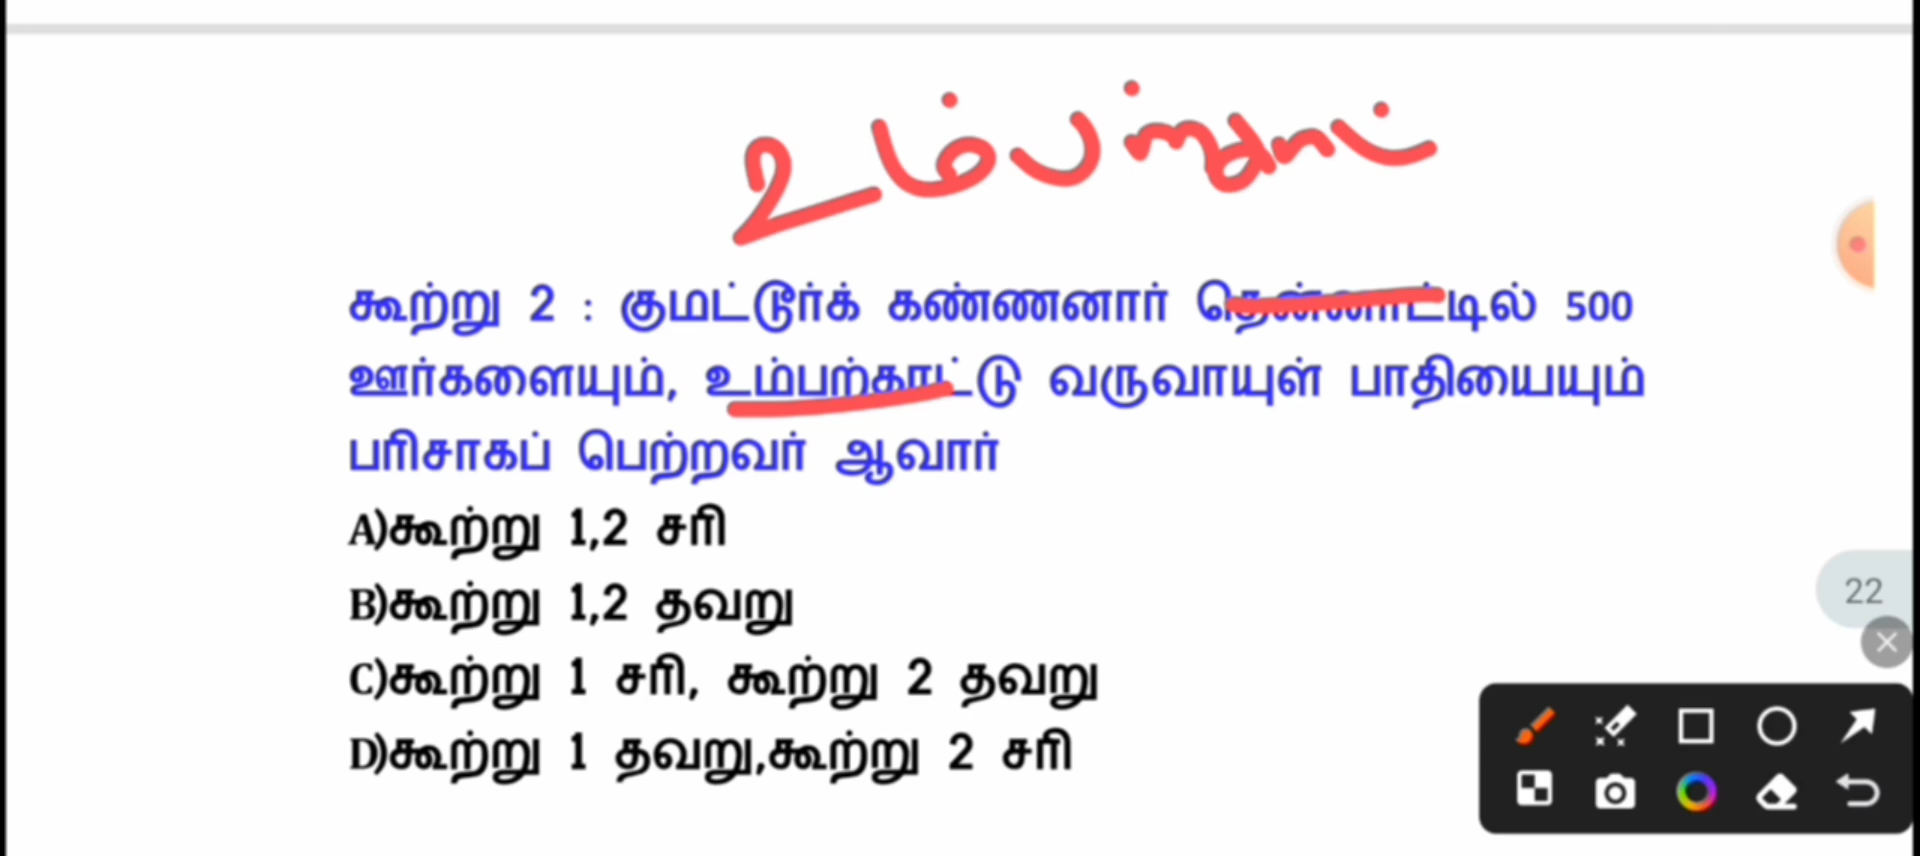 உம்பற்காட்
கூற்று 2 : குமட்டூர்க் கண்ணனார் தென்னாட்டில் 500
ஊர்களையும், உம்பற்காட்டு வருவாயுள் பாதியையும்
பரிசாகப் பெற்றவர் ஆவார்
A)கூற்று 1,2 சரி
B)கூற்று 1,2 தவறு
C)கூற்று 1 சரி, கூற்று 2 தவறு
D)கூற்று 1 தவறு,கூற்று 2 சரி
22